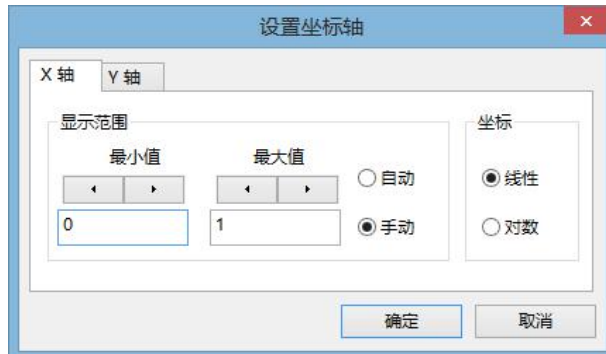 设置坐标轴
X 轴 Y 轴
显示范围 坐标
最小值 最大值
自动 线性
0 1 手动 对数
确定 取消